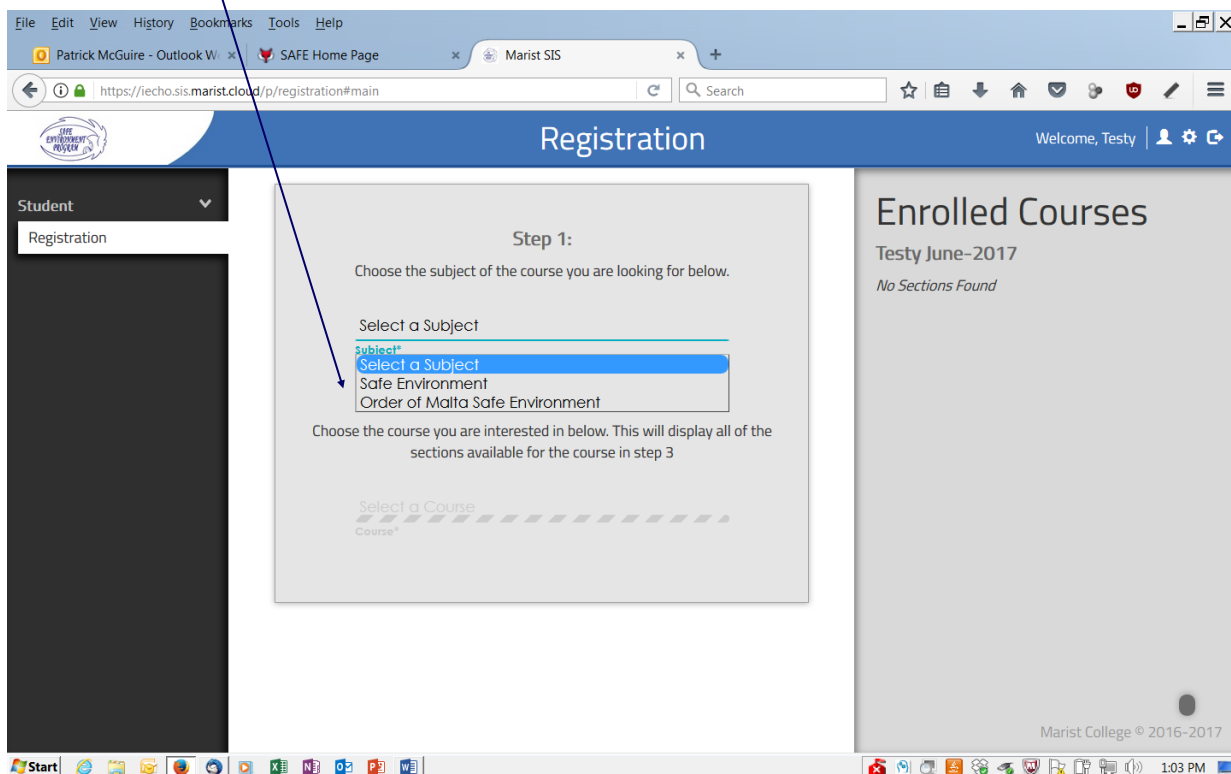 File Edit View History Bookmarks Tools Help
Patrick McGuire - Outlook W
SAFE Home Page
Marist SIS
https://iecho.sis.marist.cloud/p/registration#main
Search
SAFE ENVIRONMENT PROGRAM
Registration
Welcome, Testy
Student
Registration
Step 1:
Choose the subject of the course you are looking for below.
Select a Subject
Subject*
Select a Subject
Safe Environment
Order of Malta Safe Environment
Choose the course you are interested in below. This will display all of the
sections available for the course in step 3
Select a Course
Course*
Enrolled Courses
Testy June-2017
No Sections Found
Marist College © 2016-2017
Start
1:03 PM